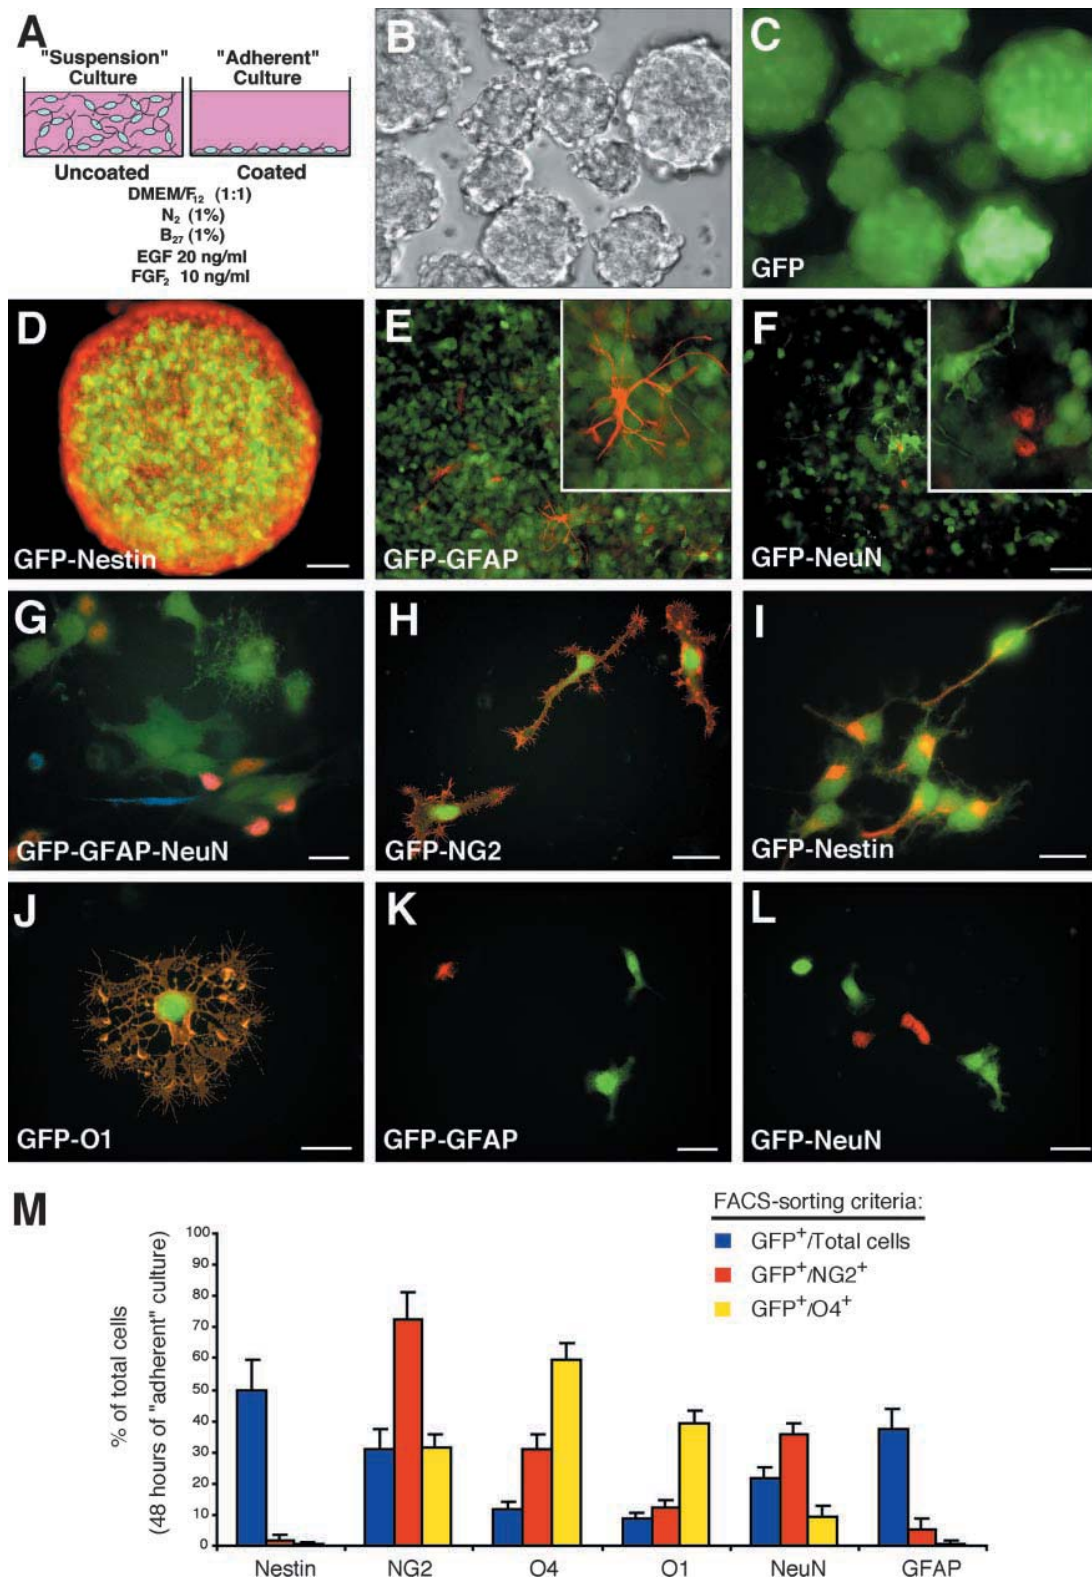 A
"Suspension" Culture
"Adherent" Culture
Uncoated
Coated
DMEM/F12 (1:1)
N2 (1%)
B27 (1%)
EGF 20 ng/ml
FGF2 10 ng/ml
B
C
GFP
D
GFP-Nestin
E
GFP-GFAP
F
GFP-NeuN
G
GFP-GFAP-NeuN
H
GFP-NG2
I
GFP-Nestin
J
GFP-O1
K
GFP-GFAP
L
GFP-NeuN
M
FACS-sorting criteria:
GFP+/Total cells
GFP+/NG2+
GFP+/O4+
% of total cells
(48 hours of "adherent" culture)
100
90
80
70
60
50
40
30
20
10
0
Nestin
NG2
O4
O1
NeuN
GFAP